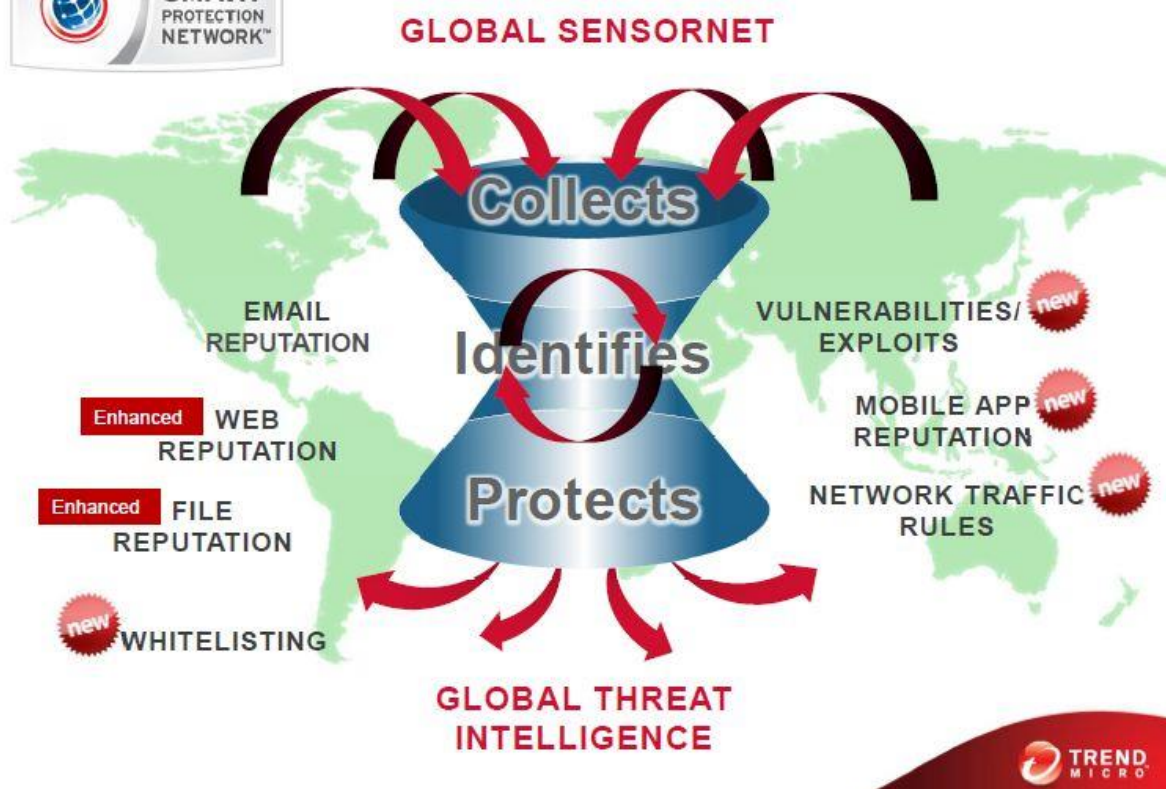 PROTECTION
NETWORK™
GLOBAL SENSORNET
Collects
EMAIL
REPUTATION
Identifies
VULNERABILITIES/
EXPLOITS
new
Enhanced WEB
REPUTATION
MOBILE APP
REPUTATION
new
Enhanced FILE
REPUTATION
Protects
NETWORK TRAFFIC
RULES
new
new WHITELISTING
GLOBAL THREAT
INTELLIGENCE
TREND
MICRO